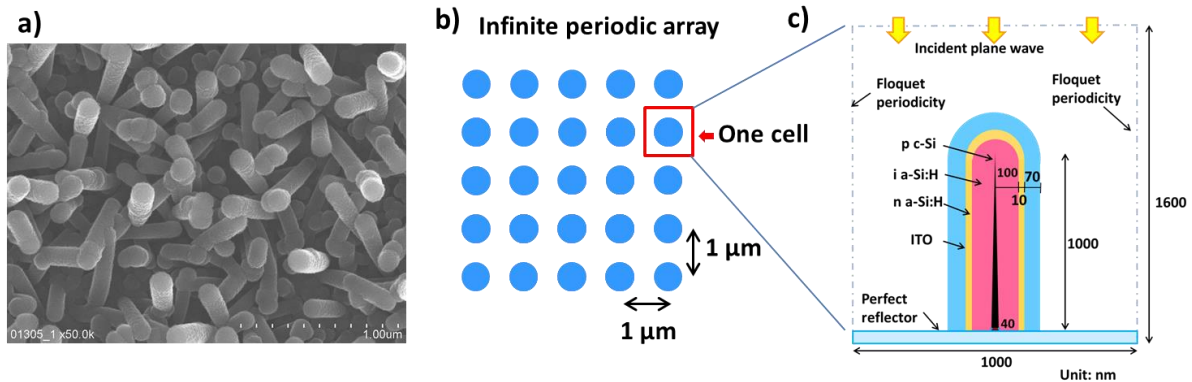 a)
01305_1 x50.0k
1.00um
b)
Infinite periodic array
One cell
1 μm
1 μm
c)
Incident plane wave
Floquet
periodicity
Floquet
periodicity
p c-Si
i a-Si:H
n a-Si:H
ITO
100
70
10
1000
1600
Perfect
reflector
40
1000
Unit: nm